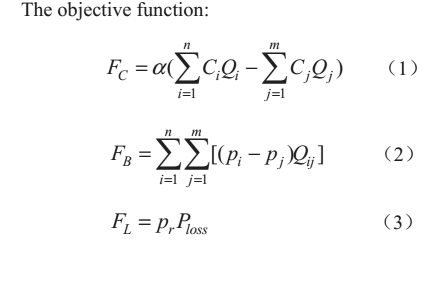 The objective function:
F_C = α(∑_{i=1}^{n} C_i Q_i − ∑_{j=1}^{m} C_j Q_j) （1）
F_B = ∑_{i=1}^{n} ∑_{j=1}^{m} [(p_i − p_j)Q_{ij}] （2）
F_L = p_r P_{loss} （3）